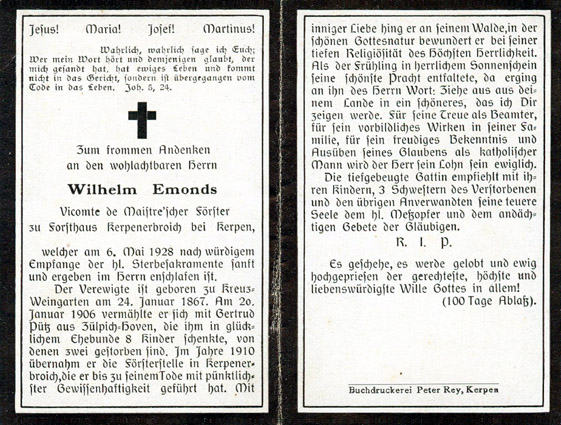 Jesus! Maria! Josef! Martinus!
Wahrlich, wahrlich sage ich Euch;
Wer mein Wort hört und demjenigen glaubt, der
mich gesandt hat, hat ewiges Leben und kommt
nicht in das Gericht, sondern ist übergegangen vom
Tode in das Leben. Joh. 5, 24.
Zum frommen Andenken
an den wohlachtbaren Herrn
Wilhelm Emonds
Vicomte de Maistre'scher Förster
zu Forsthaus Kerpenerbroich bei Kerpen,
welcher am 6. Mai 1928 nach würdigem
Empfange der hl. Sterbesakramente sanft
und ergeben im Herrn enschlafen ist.
Der Verewigte ist geboren zu Kreuz-
Weingarten am 24. Januar 1867. Am 20.
Januar 1906 vermählte er sich mit Gertrud
Pütz aus Zülpich-Hoven, die ihm in glück-
lichem Ehebunde 8 Kinder schenkte, von
denen zwei gestorben sind. Im Jahre 1910
übernahm er die Försterstelle in Kerpener-
broich, die er bis zu seinem Tode mit pünktlich-
ster Gewissenhaftigkeit geführt hat. Mit
inniger Liebe hing er an seinem Walde, in der
schönen Gottesnatur bewundert er bei seiner
tiefen Religiösität des Höchsten Herrlichkeit.
Als der Frühling in herrlichem Sonnenschein
seine schönste Pracht entfaltete, da erging
an ihn des Herrn Wort: Ziehe aus aus dei-
nem Lande in ein schöneres, das ich Dir
zeigen werde. Für seine Treue als Beamter,
für sein vorbildliches Wirken in seiner Fa-
milie, für sein freudiges Bekenntnis und
Ausüben seines Glaubens als katholischer
Mann wird der Herr sein Lohn sein ewiglich.
Die tiefgebeugte Gattin empfiehlt mit ih-
ren Kindern, 3 Schwestern des Verstorbenen
und den übrigen Anverwandten seine teuere
Seele dem hl. Meßopfer und dem andäch-
tigen Gebete der Gläubigen.
R. I. P.
Es geschehe, es werde gelobt und ewig
hochgepriesen der gerechteste, höchste und
liebenswürdigste Wille Gottes in allem!
(100 Tage Ablaß).
Buchdruckerei Peter Rey, Kerpen